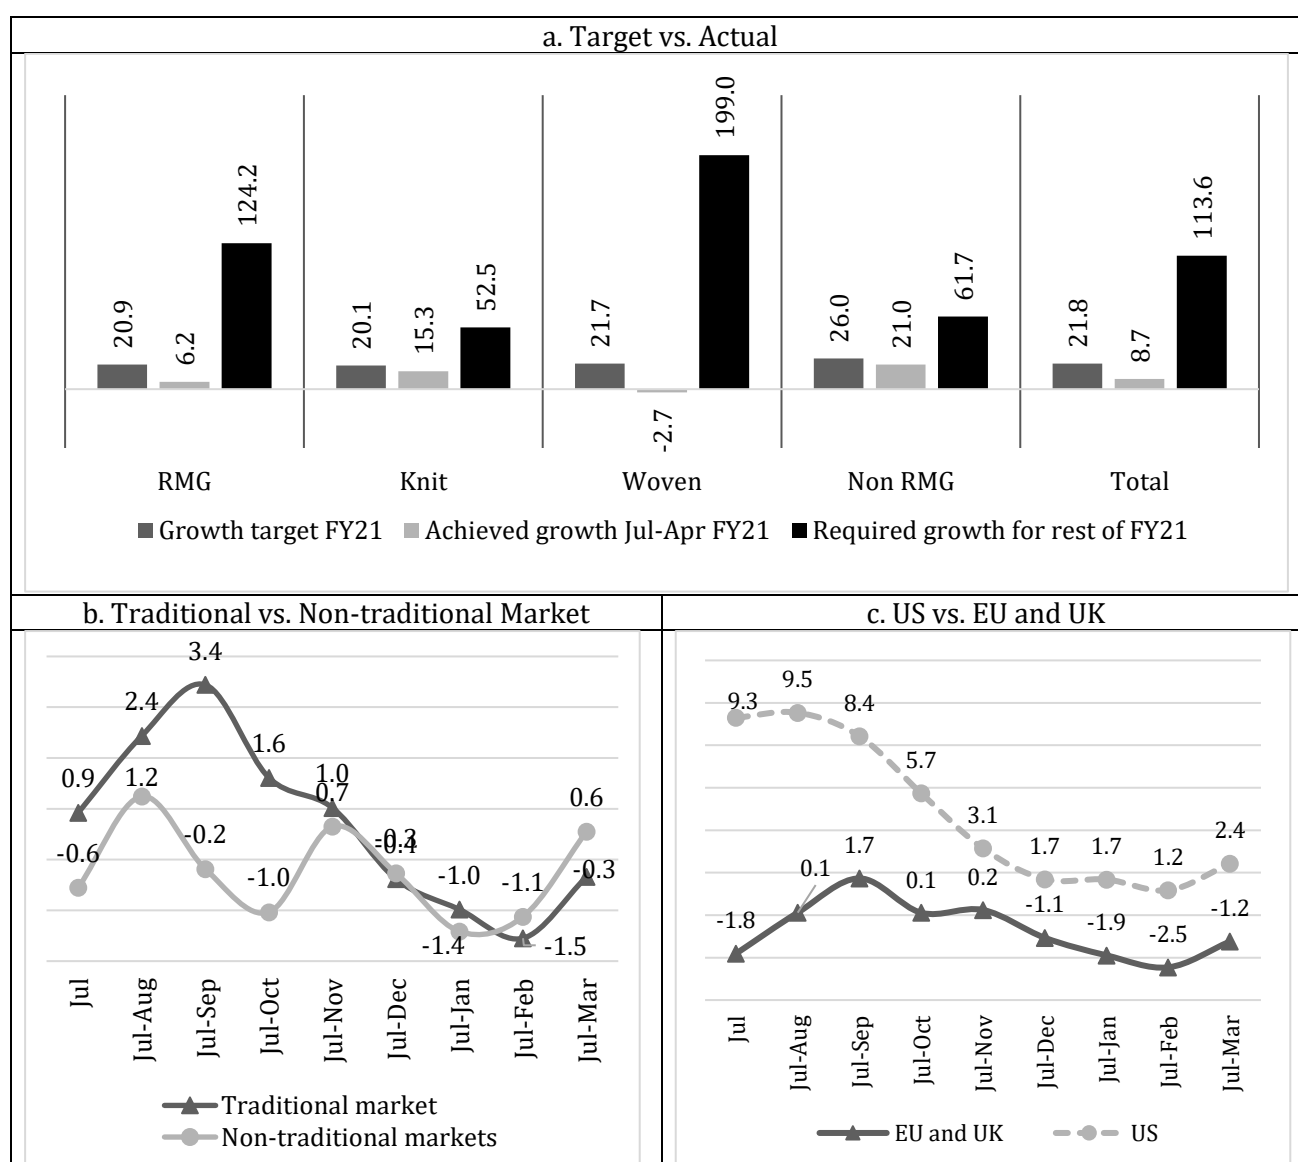 a. Target vs. Actual
20.9 6.2 124.2 20.1 15.3 52.5 21.7 -2.7 199.0 26.0 21.0 61.7 21.8 8.7 113.6
RMG Knit Woven Non RMG Total
Growth target FY21 Achieved growth Jul-Apr FY21 Required growth for rest of FY21
b. Traditional vs. Non-traditional Market
0.9 2.4 3.4 1.6 1.0 -0.4 -1.0 -1.5 -0.3
-0.6 1.2 -0.2 -1.0 0.7 -0.3 -1.4 -1.1 0.6
Jul Jul-Aug Jul-Sep Jul-Oct Jul-Nov Jul-Dec Jul-Jan Jul-Feb Jul-Mar
Traditional market
Non-traditional markets
c. US vs. EU and UK
9.3 9.5 8.4 5.7 3.1 1.7 1.7 1.2 2.4
-1.8 0.1 1.7 0.1 0.2 -1.1 -1.9 -2.5 -1.2
Jul Jul-Aug Jul-Sep Jul-Oct Jul-Nov Jul-Dec Jul-Jan Jul-Feb Jul-Mar
EU and UK US